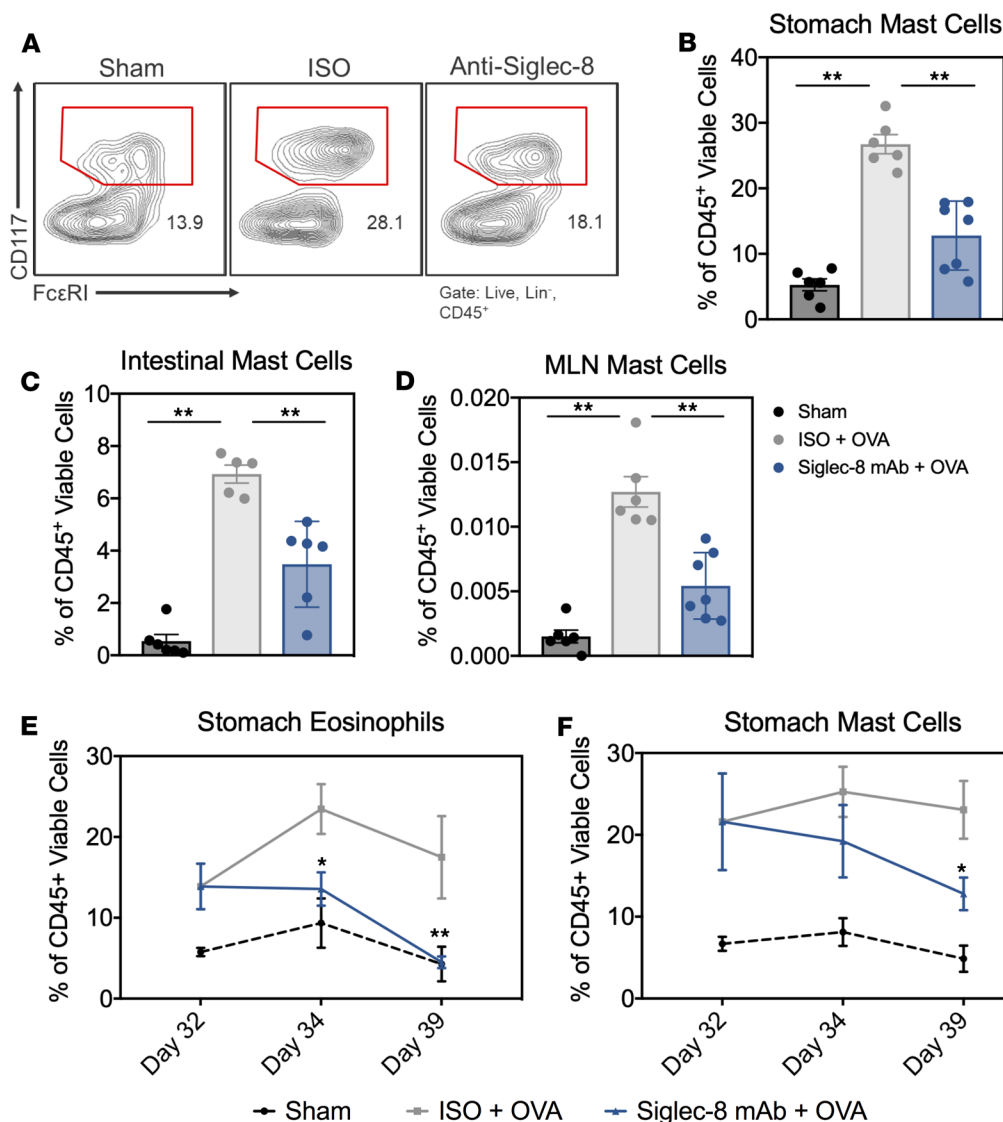 A
Sham
ISO
Anti-Siglec-8
CD117
13.9
28.1
18.1
FcεRI
Gate: Live, Lin⁻,
CD45⁺
B
Stomach Mast Cells
% of CD45⁺ Viable Cells
40
30
20
10
0
**
**
C
Intestinal Mast Cells
% of CD45⁺ Viable Cells
10
8
6
4
2
0
**
**
D
MLN Mast Cells
% of CD45⁺ Viable Cells
0.020
0.015
0.010
0.005
0.000
**
**
Sham
ISO + OVA
Siglec-8 mAb + OVA
E
Stomach Eosinophils
% of CD45+ Viable Cells
30
20
10
0
*
**
Day 32
Day 34
Day 39
F
Stomach Mast Cells
% of CD45+ Viable Cells
30
20
10
0
*
Day 32
Day 34
Day 39
Sham
ISO + OVA
Siglec-8 mAb + OVA